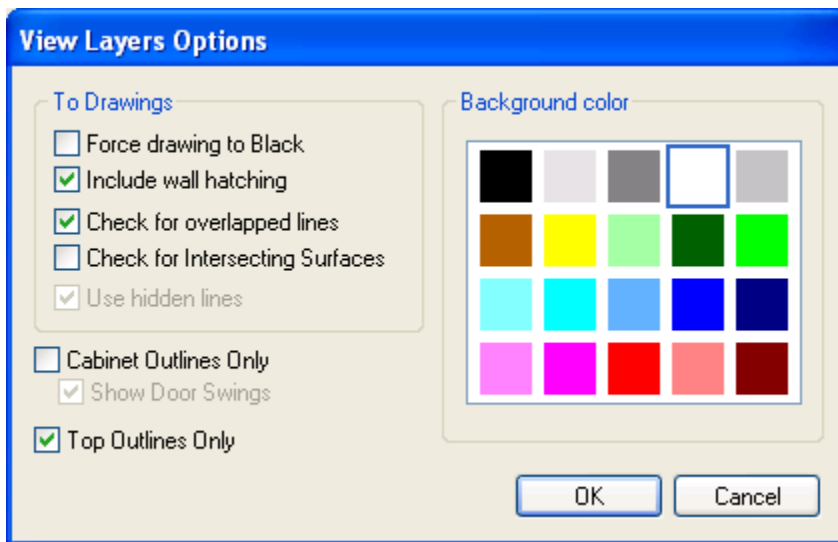 View Layers Options
To Drawings
Force drawing to Black
Include wall hatching
Check for overlapped lines
Check for Intersecting Surfaces
Use hidden lines
Cabinet Outlines Only
Show Door Swings
Top Outlines Only
Background color
OK
Cancel